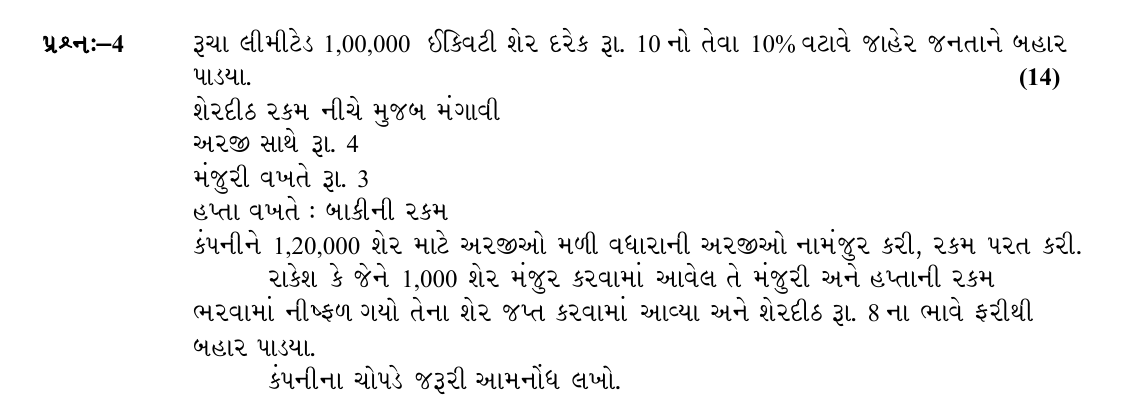 પ્રશ્નઃ–4 રૂચા લીમીટેડ 1,00,000 ઈક્વિટી શેર દરેક રૂા. 10 નો તેવા 10% વટાવે જાહેર જનતાને બહાર
પાડયા. (14)
શેરદીઠ રકમ નીચે મુજબ મંગાવી
અરજી સાથે રૂા. 4
મંજુરી વખતે રૂા. 3
હપ્તા વખતે : બાકીની રકમ
કંપનીને 1,20,000 શેર માટે અરજીઓ મળી વધારાની અરજીઓ નામંજુર કરી, રકમ પરત કરી.
રાકેશ કે જેને 1,000 શેર મંજુર કરવામાં આવેલ તે મંજુરી અને હપ્તાની રકમ
ભરવામાં નીષ્ફળ ગયો તેના શેર જપ્ત કરવામાં આવ્યા અને શેરદીઠ રૂા. 8 ના ભાવે ફરીથી
બહાર પાડયા.
કંપનીના ચોપડે જરૂરી આમનોંધ લખો.